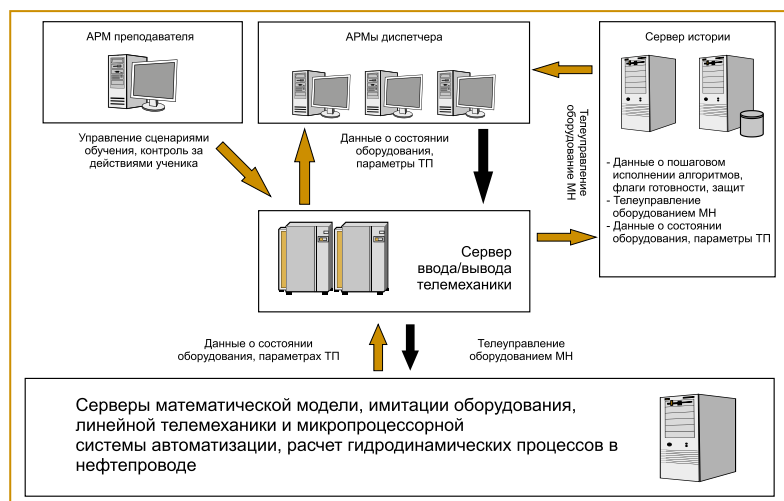 АРМ преподавателя
АРМы диспетчера
Сервер истории
Управление сценариями
обучения, контроль за
действиями ученика
Данные о состоянии
оборудования,
параметры ТП
Телеуправление
оборудование МН
- Данные о пошаговом
исполнении алгоритмов,
флаги готовности, защит
- Телеуправление
оборудованием МН
- Данные о состоянии
оборудования, параметры ТП
Сервер
ввода/вывода
телемеханики
Данные о состоянии
оборудования, параметрах ТП
Телеуправление
оборудованием МН
Серверы математической модели, имитации оборудования,
линейной телемеханики и микропроцессорной
системы автоматизации, расчет гидродинамических процессов в
нефтепроводе